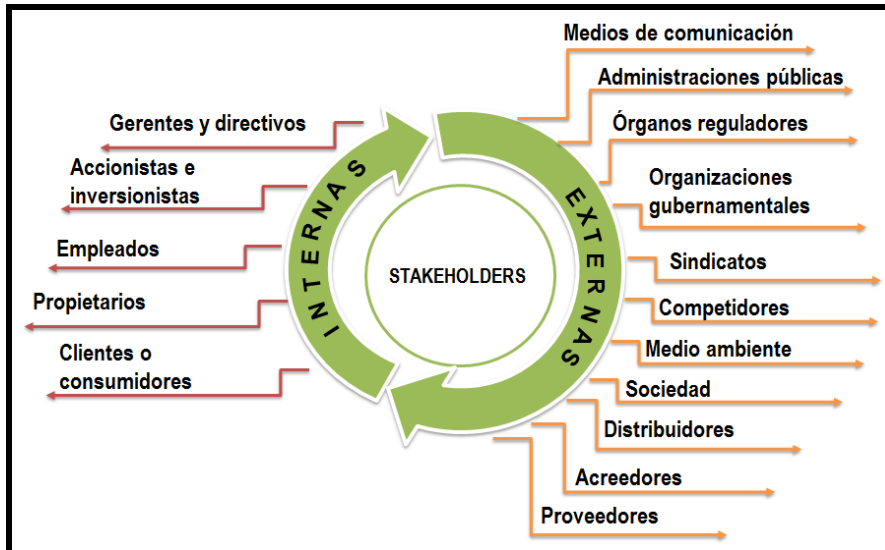 Medios de comunicación
Administraciones públicas
Gerentes y directivos
Órganos reguladores
Accionistas e
inversionistas
Organizaciones
gubernamentales
Empleados
Sindicatos
Propietarios
Competidores
Clientes o
consumidores
Medio ambiente
Sociedad
Distribuidores
Acreedores
Proveedores
INTERNAS
STAKEHOLDERS
EXTERNAS